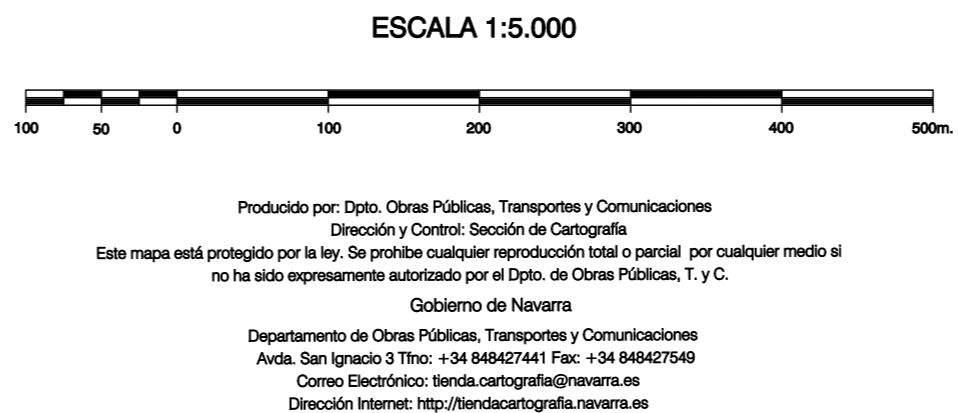 ESCALA 1:5.000
100 50 0 100 200 300 400 500m.
Producido por: Dpto. Obras Públicas, Transportes y Comunicaciones
Dirección y Control: Sección de Cartografía
Este mapa está protegido por la ley. Se prohibe cualquier reproducción total o parcial por cualquier medio si
no ha sido expresamente autorizado por el Dpto. de Obras Públicas, T. y C.
Gobierno de Navarra
Departamento de Obras Públicas, Transportes y Comunicaciones
Avda. San Ignacio 3 Tfno: +34 848427441 Fax: +34 848427549
Correo Electrónico: tienda.cartografia@navarra.es
Dirección Internet: http://tiendacartografia.navarra.es